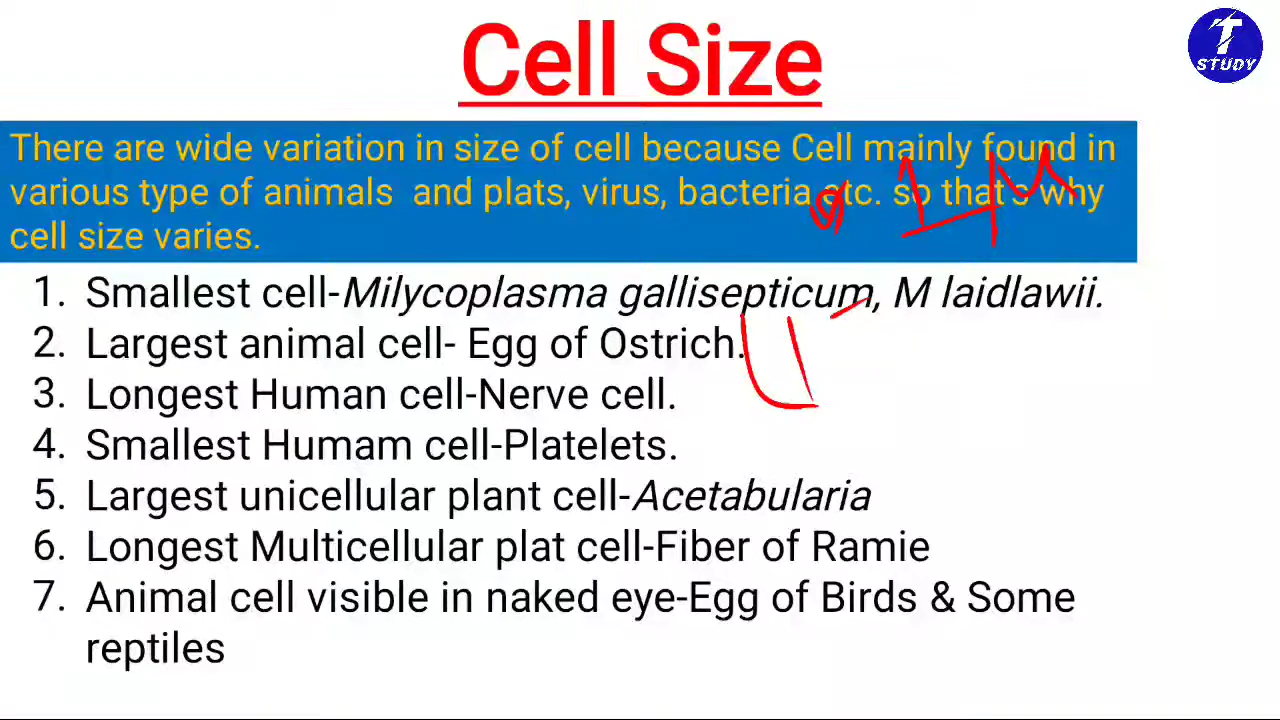 Cell Size
T
STUDY
There are wide variation in size of cell because Cell mainly found in
various type of animals and plats, virus, bacteria etc. so that's why
cell size varies.
1. Smallest cell-Milycoplasma gallisepticum, M laidlawii.
2. Largest animal cell- Egg of Ostrich.
3. Longest Human cell-Nerve cell.
4. Smallest Humam cell-Platelets.
5. Largest unicellular plant cell-Acetabularia
6. Longest Multicellular plat cell-Fiber of Ramie
7. Animal cell visible in naked eye-Egg of Birds & Some
reptiles